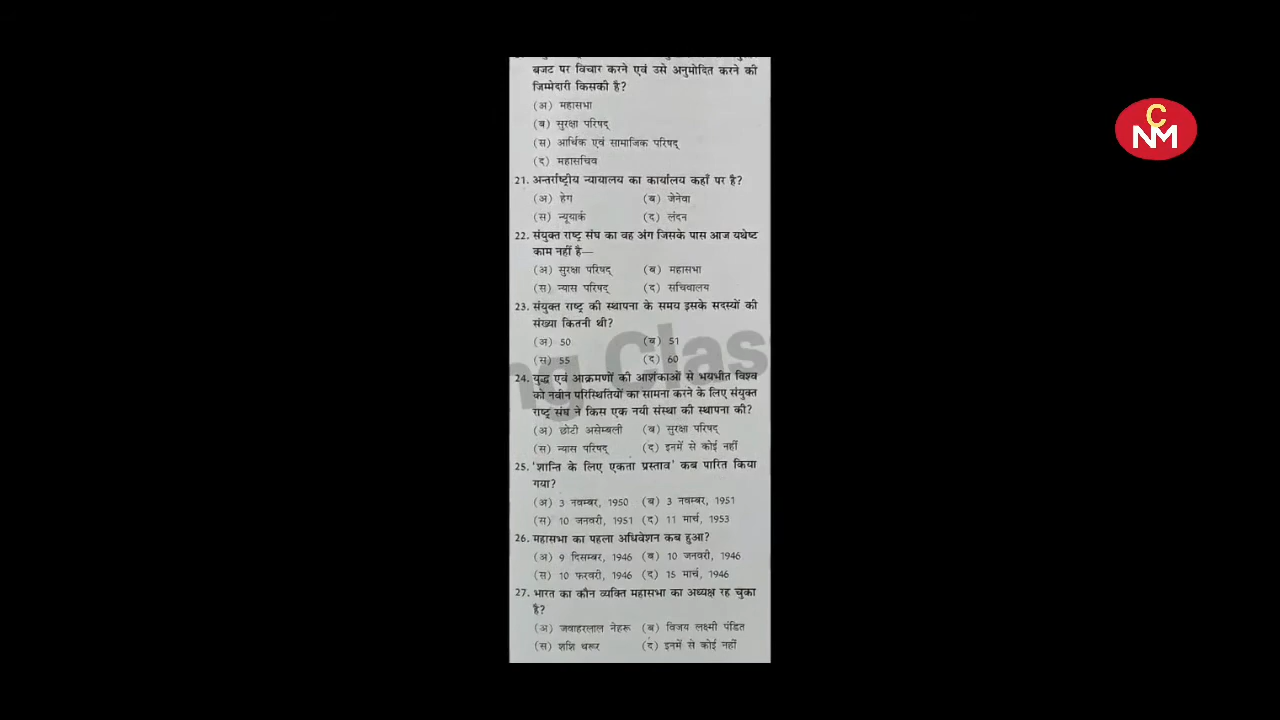 बजट पर विचार करने एवं उसे अनुमोदित करने की
जिम्मेदारी किसकी है?
(अ) महासभा
(ब) सुरक्षा परिषद्
(स) आर्थिक एवं सामाजिक परिषद्
(द) महासचिव
21. अन्तर्राष्ट्रीय न्यायालय का कार्यालय कहाँ पर है?
(अ) हेग (ब) जेनेवा
(स) न्यूयार्क (द) लंदन
22. संयुक्त राष्ट्र संघ का वह अंग जिसके पास आज यथेष्ट
काम नहीं है—
(अ) सुरक्षा परिषद् (ब) महासभा
(स) न्यास परिषद् (द) सचिवालय
23. संयुक्त राष्ट्र की स्थापना के समय इसके सदस्यों की
संख्या कितनी थी?
(अ) 50 (ब) 51
(स) 55 (द) 60
24. युद्ध एवं आक्रमणों की आशंकाओं से भयभीत विश्व
को नवीन परिस्थितियों का सामना करने के लिए संयुक्त
राष्ट्र संघ ने किस एक नयी संस्था की स्थापना की?
(अ) छोटी असेम्बली (ब) सुरक्षा परिषद्
(स) न्यास परिषद् (द) इनमें से कोई नहीं
25. 'शान्ति के लिए एकता प्रस्ताव' कब पारित किया
गया?
(अ) 3 नवम्बर, 1950 (ब) 3 नवम्बर, 1951
(स) 10 जनवरी, 1951 (द) 11 मार्च, 1953
26. महासभा का पहला अधिवेशन कब हुआ?
(अ) 9 दिसम्बर, 1946 (ब) 10 जनवरी, 1946
(स) 10 फरवरी, 1946 (द) 15 मार्च, 1946
27. भारत का कौन व्यक्ति महासभा का अध्यक्ष रह चुका
है?
(अ) जवाहरलाल नेहरू (ब) विजय लक्ष्मी पंडित
(स) शशि थरूर (द) इनमें से कोई नहीं
ng Clas
C
NM